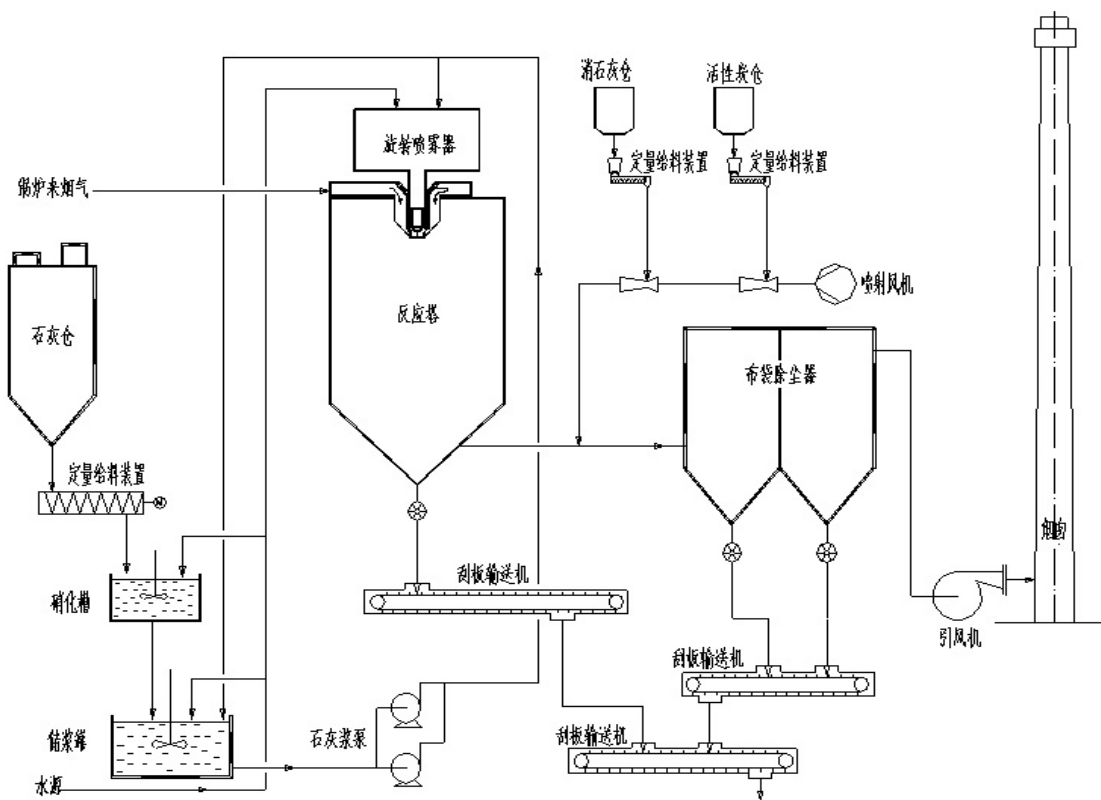 消石灰仓
活性炭仓
旋转喷雾器
定量给料装置
定量给料装置
锅炉来烟气
喷射风机
石灰仓
反应塔
布袋除尘器
定量给料装置
烟囱
刮板输送机
硝化槽
引风机
刮板输送机
储浆罐
石灰浆泵
刮板输送机
水源